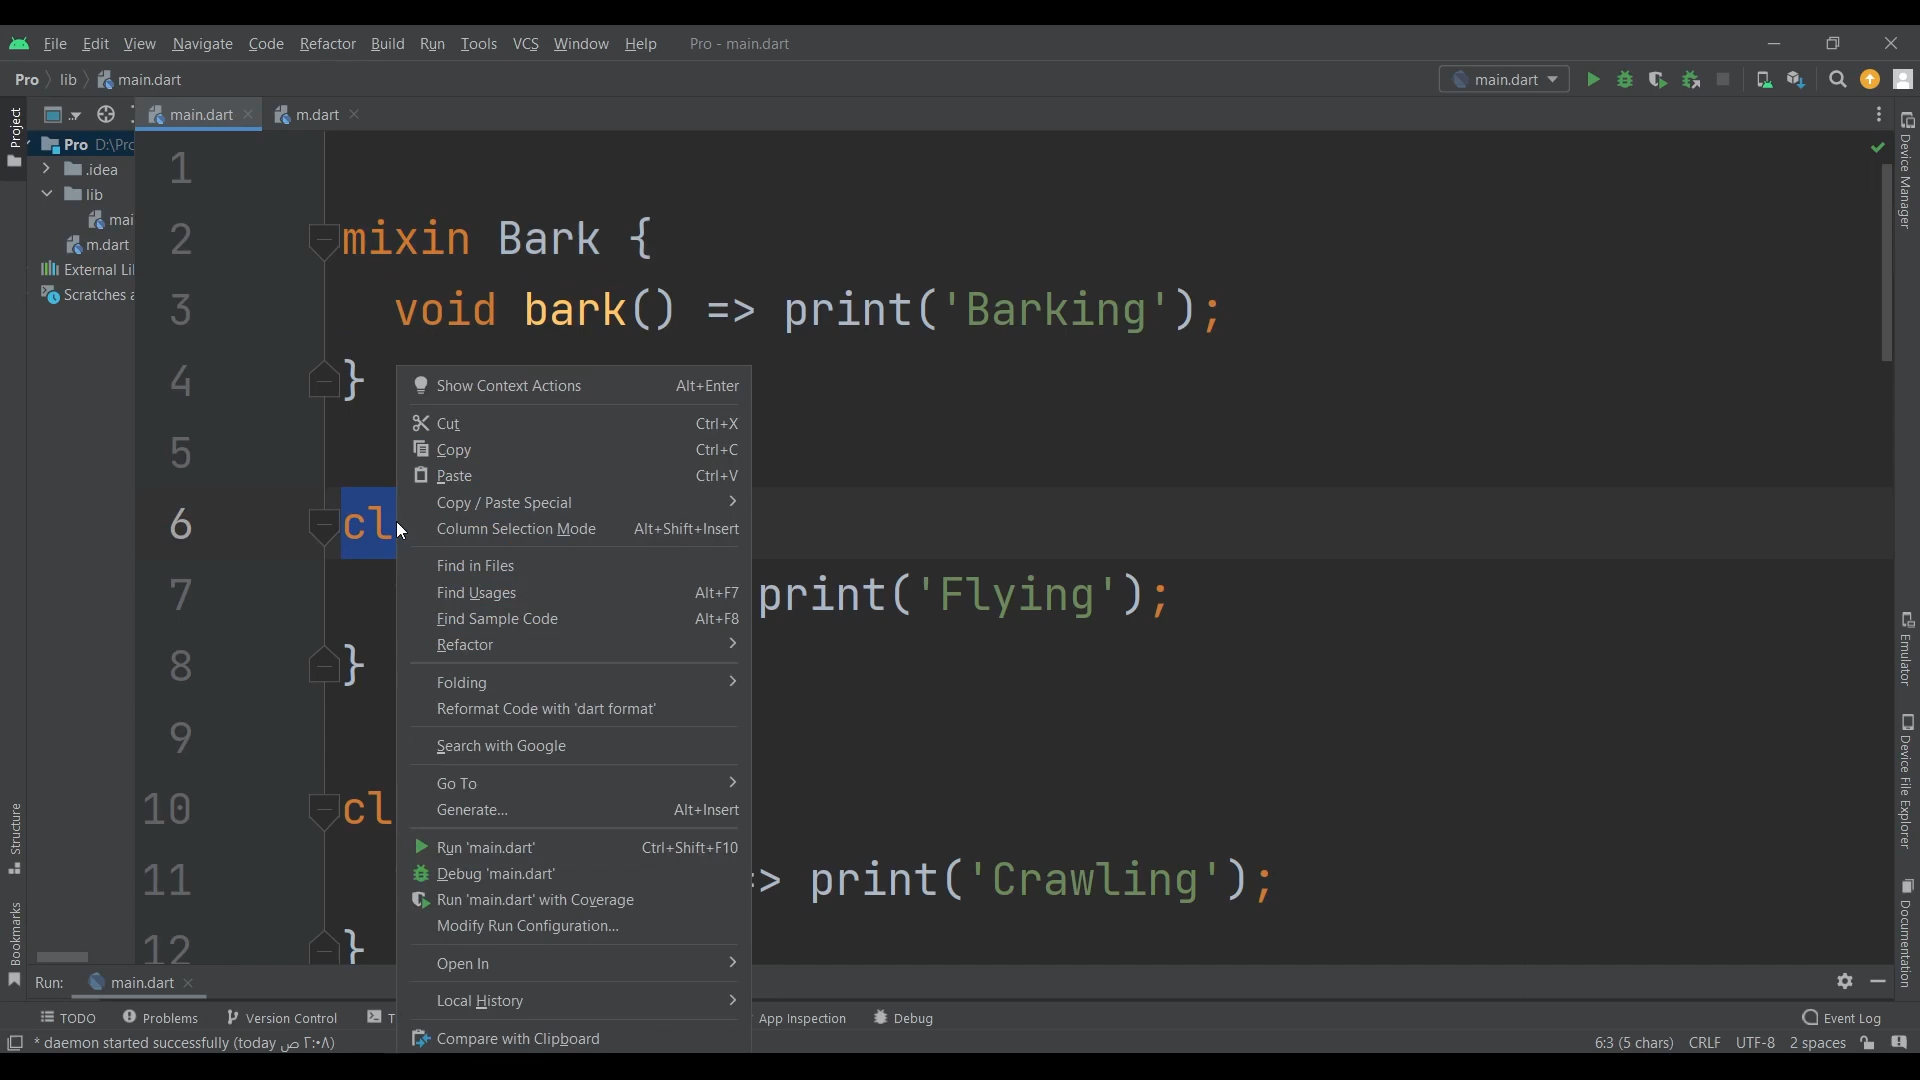 File Edit View Navigate Code Refactor Build Run Tools VCS Window Help Pro - main.dart
Pro lib main.dart
main.dart
Project
main.dart
m.dart
Pro D:\Pro
.idea
lib
mai
m.dart
External Li
Scratches a
1
2 mixin Bark {
3 void bark() => print('Barking');
4 }
5
6 cl
7 print('Flying');
8 }
9
10 cl
11 => print('Crawling');
12 }
Show Context Actions Alt+Enter
Cut Ctrl+X
Copy Ctrl+C
Paste Ctrl+V
Copy / Paste Special
Column Selection Mode Alt+Shift+Insert
Find in Files
Find Usages Alt+F7
Find Sample Code Alt+F8
Refactor
Folding
Reformat Code with 'dart format'
Search with Google
Go To
Generate... Alt+Insert
Run 'main.dart' Ctrl+Shift+F10
Debug 'main.dart'
Run 'main.dart' with Coverage
Modify Run Configuration...
Open In
Local History
Compare with Clipboard
Device Manager
Emulator
Device File Explorer
Documentation
Structure
Bookmarks
Run: main.dart
TODO Problems Version Control T App Inspection Debug Event Log
* daemon started successfully (today ص ٢:٠٨)
6:3 (5 chars) CRLF UTF-8 2 spaces